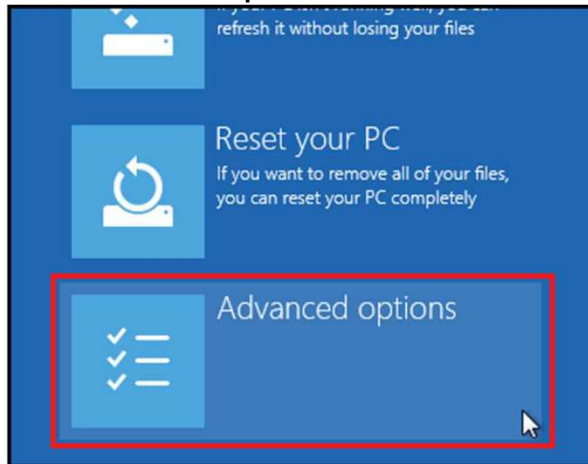 refresh it without losing your files
Reset your PC
If you want to remove all of your files,
you can reset your PC completely
Advanced options